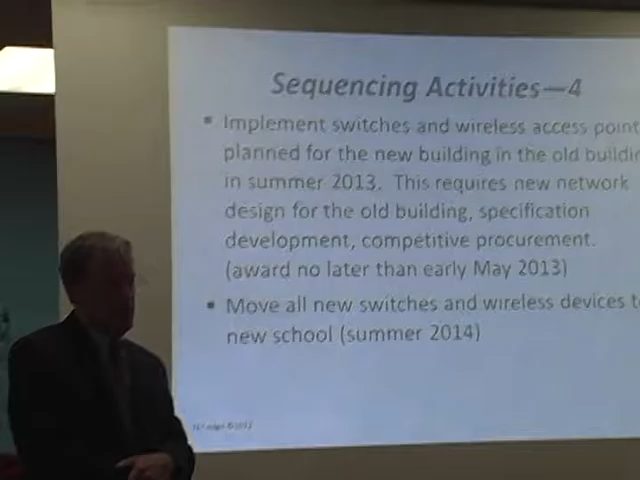 Sequencing Activities—4
• Implement switches and wireless access point
planned for the new building in the old buildin
in summer 2013. This requires new network
design for the old building, specification
development, competitive procurement.
(award no later than early May 2013)
• Move all new switches and wireless devices t
new school (summer 2014)